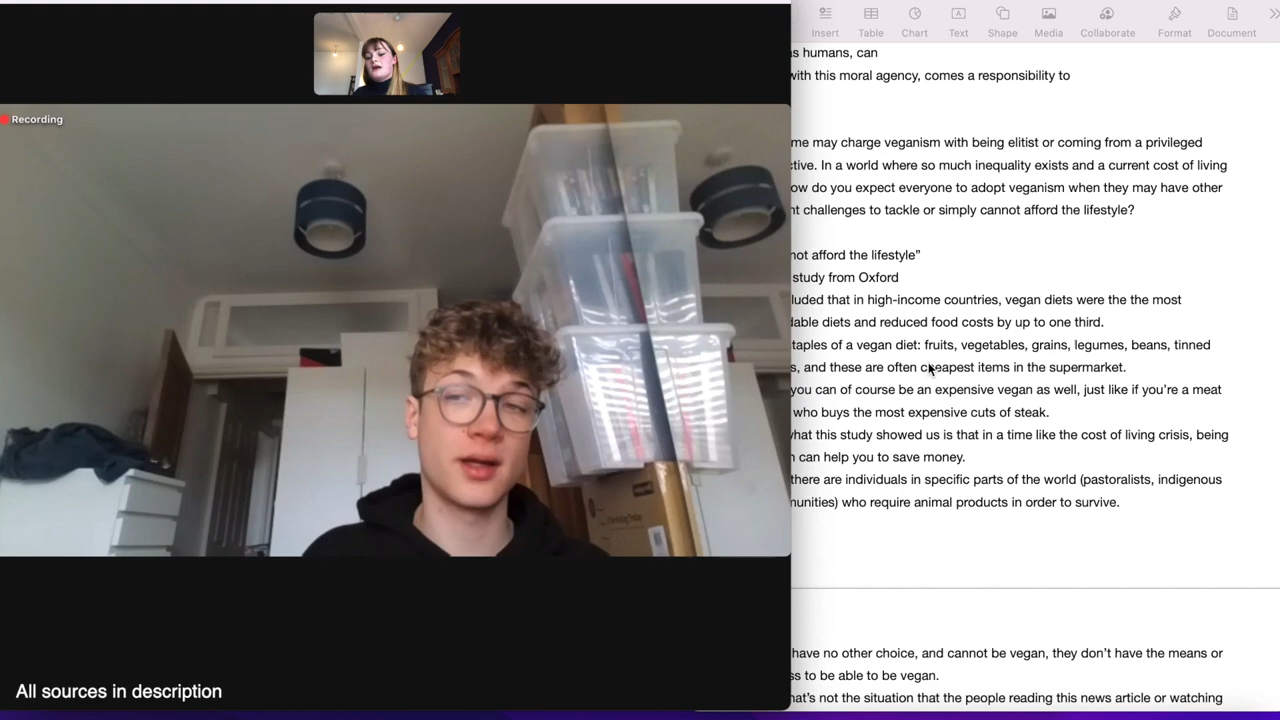 Recording
All sources in description
Insert
Table
Chart
Text
Shape
Media
Collaborate
Format
Document
as humans, can
with this moral agency, comes a responsibility to
may charge veganism with being elitist or coming from a privileged
In a world where so much inequality exists and a current cost of living
do you expect everyone to adopt veganism when they may have other
challenges to tackle or simply cannot afford the lifestyle?
not afford the lifestyle”
study from Oxford
that in high-income countries, vegan diets were the the most
diets and reduced food costs by up to one third.
of a vegan diet: fruits, vegetables, grains, legumes, beans, tinned
and these are often cheapest items in the supermarket.
you can of course be an expensive vegan as well, just like if you’re a meat
who buys the most expensive cuts of steak.
what this study showed us is that in a time like the cost of living crisis, being
can help you to save money.
there are individuals in specific parts of the world (pastoralists, indigenous
who require animal products in order to survive.
have no other choice, and cannot be vegan, they don’t have the means or
to be able to be vegan.
not the situation that the people reading this news article or watching